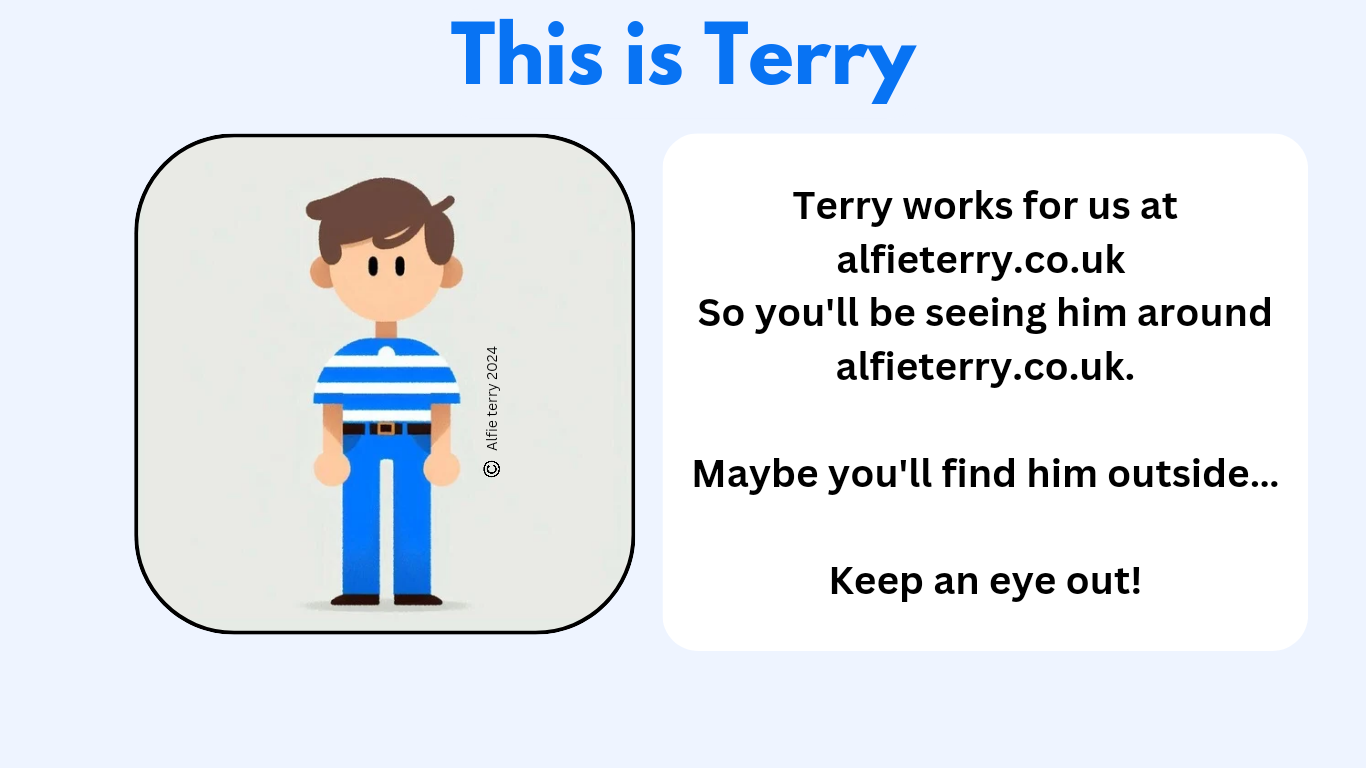 This is Terry
© Alfie terry 2024
Terry works for us at
alfieterry.co.uk
So you'll be seeing him around
alfieterry.co.uk.
Maybe you'll find him outside...
Keep an eye out!